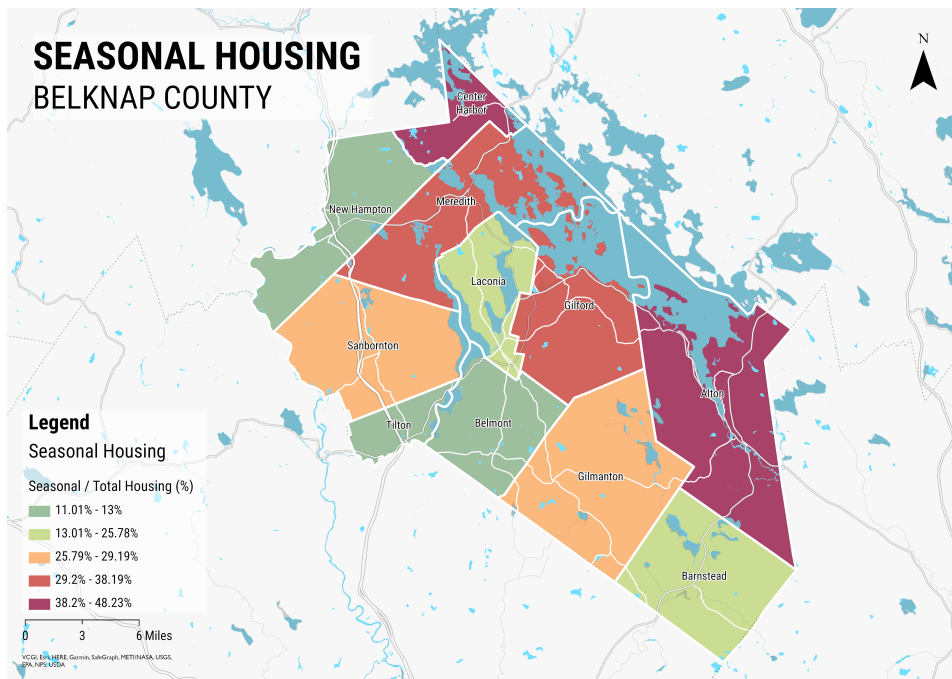 SEASONAL HOUSING
BELKNAP COUNTY
N
Center
Harbor
New Hampton
Meredith
Laconia
Gilford
Sanbornton
Alton
Tilton
Belmont
Gilmanton
Barnstead
Legend
Seasonal Housing
Seasonal / Total Housing (%)
11.01% - 13%
13.01% - 25.78%
25.79% - 29.19%
29.2% - 38.19%
38.2% - 48.23%
0 3 6 Miles
VCGI, Esri, HERE, Garmin, SafeGraph, METI/NASA, USGS,
EPA, NPS, USDA